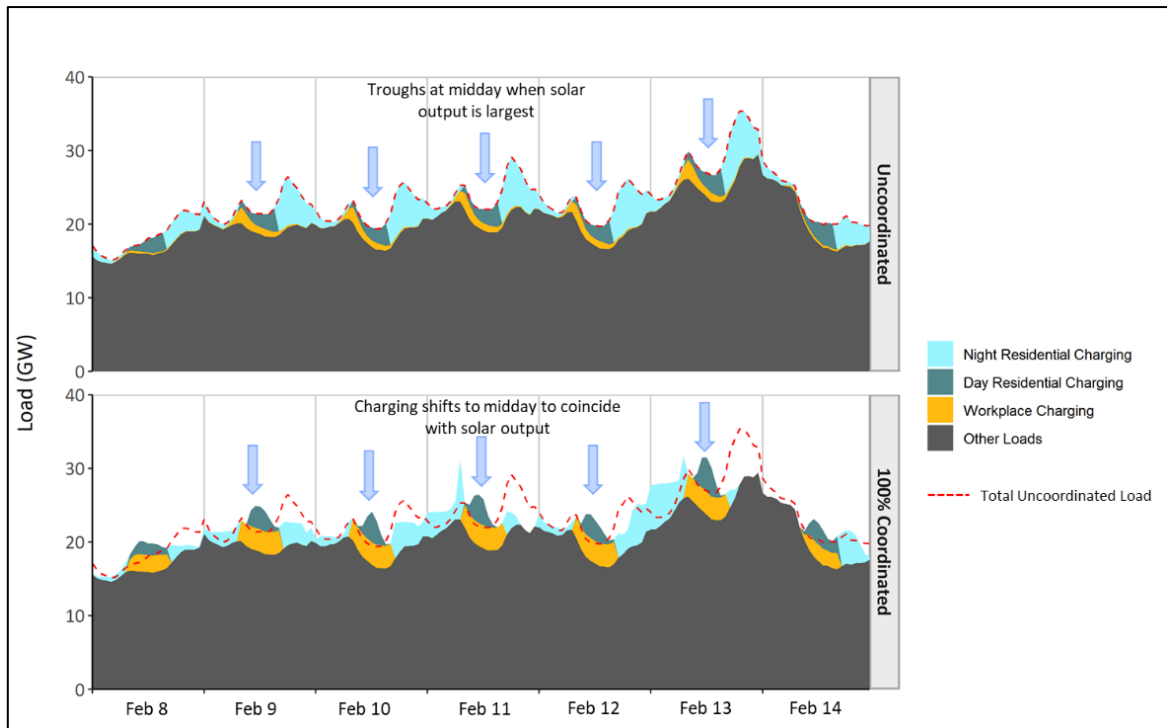 40
30
20
10
0
Troughs at midday when solar
output is largest
Uncoordinated
Load (GW)
40
30
20
10
0
Charging shifts to midday to coincide
with solar output
100% Coordinated
Feb 8
Feb 9
Feb 10
Feb 11
Feb 12
Feb 13
Feb 14
Night Residential Charging
Day Residential Charging
Workplace Charging
Other Loads
Total Uncoordinated Load